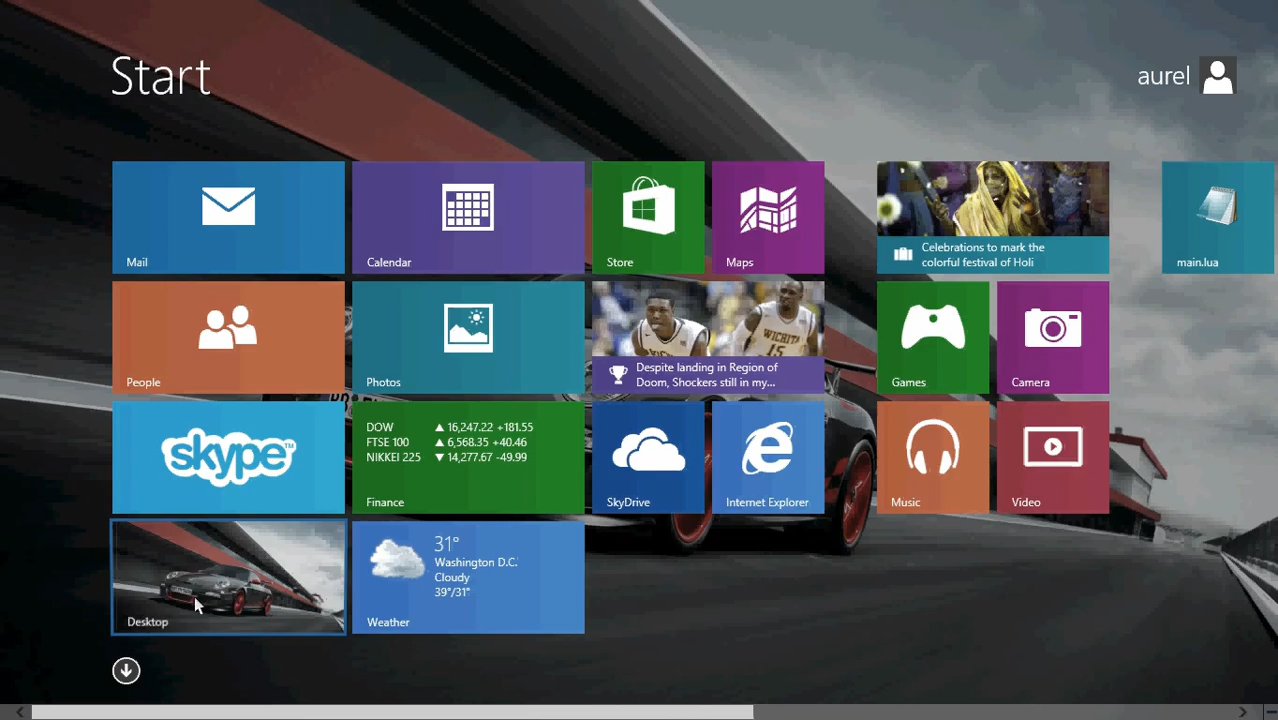 Start
aurel
Mail
Calendar
Store
Maps
Celebrations to mark the
colorful festival of Holi
main.lua
People
Photos
WICHITA
15
Despite landing in Region of
Doom, Shockers still in my...
Games
Camera
skype™
DOW ▲ 16,247.22 +181.55
FTSE 100 ▲ 6,568.35 +40.46
NIKKEI 225 ▼ 14,277.67 -49.99
Finance
SkyDrive
Internet Explorer
Music
Video
Desktop
31°
Washington D.C.
Cloudy
39°/31°
Weather